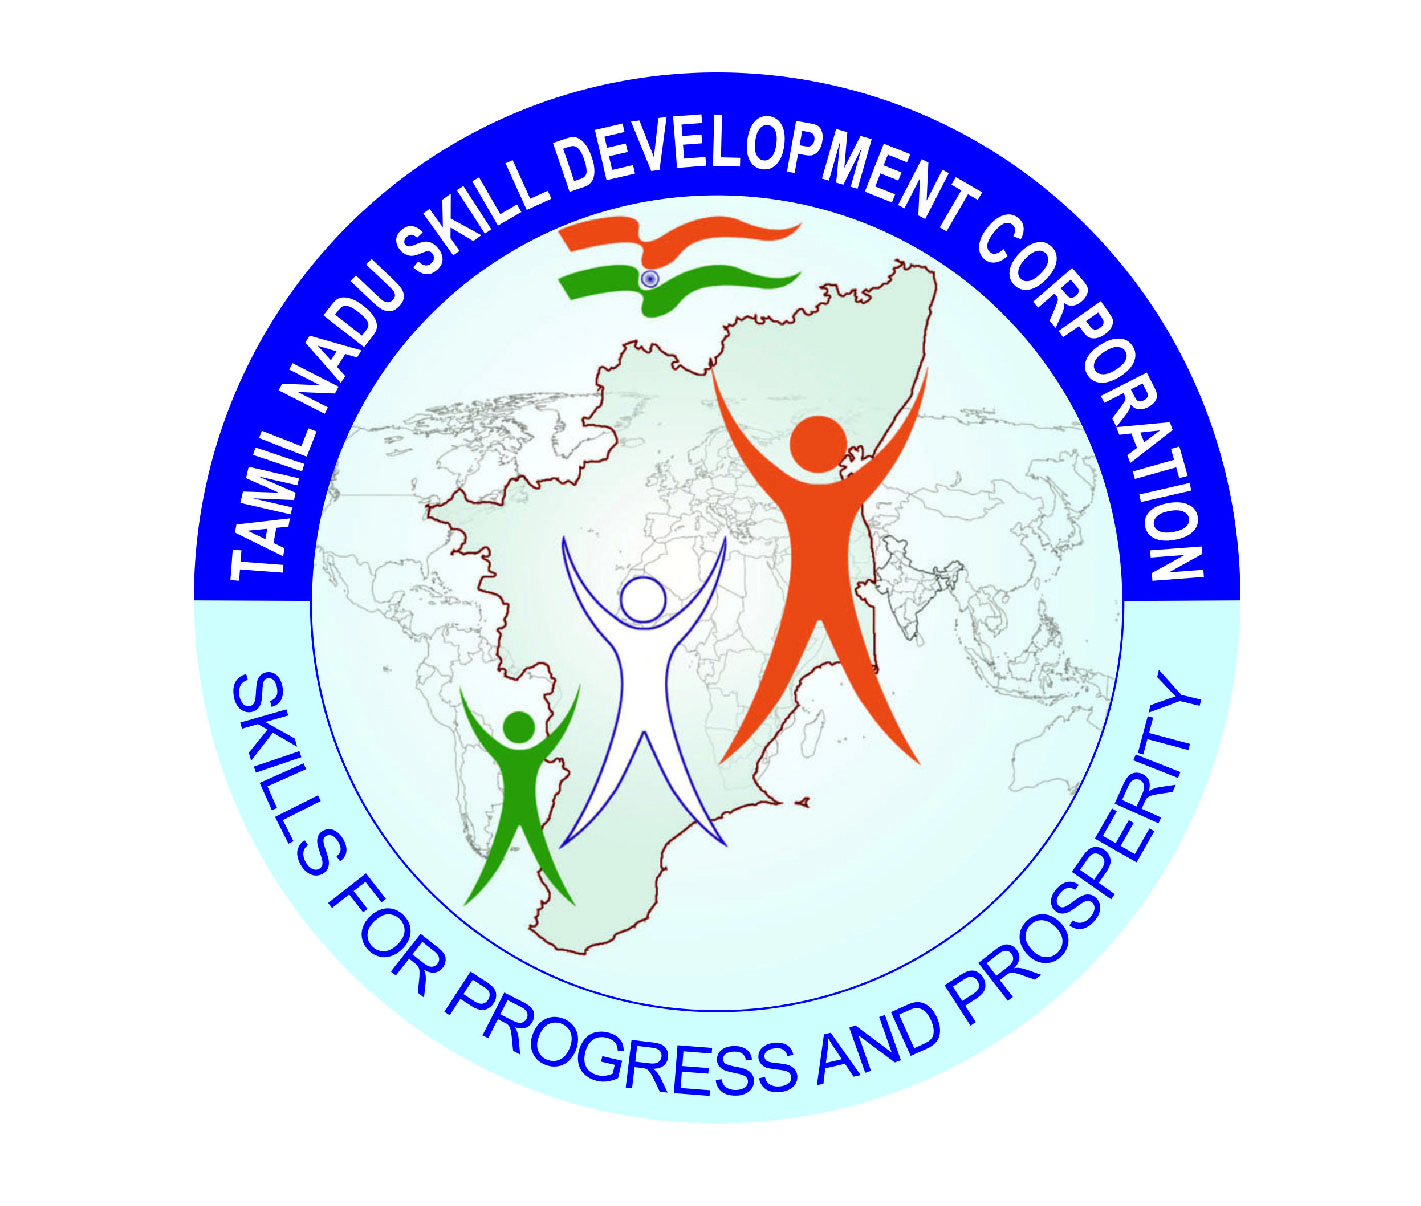 TAMIL NADU SKILL DEVELOPMENT CORPORATION
SKILLS FOR PROGRESS AND PROSPERITY